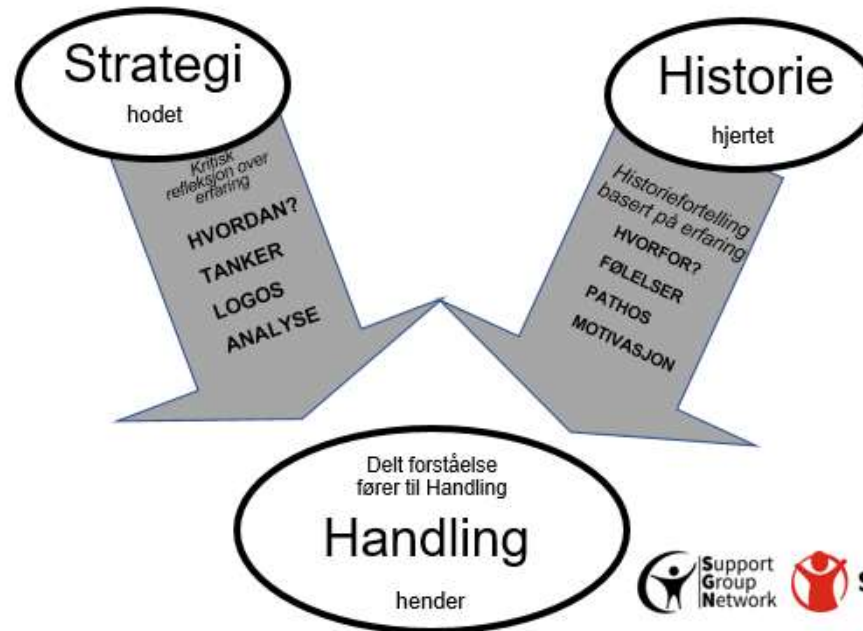 Strategi
hodet
Kritisk
refleksjon over
erfaring
HVORDAN?
TANKER
LOGOS
ANALYSE
Historie
hjertet
Historiefortelling
basert på erfaring
HVORFOR?
FØLELSER
PATHOS
MOTIVASJON
Delt forståelse
fører til Handling
Handling
hender
Support
Group
Network
S